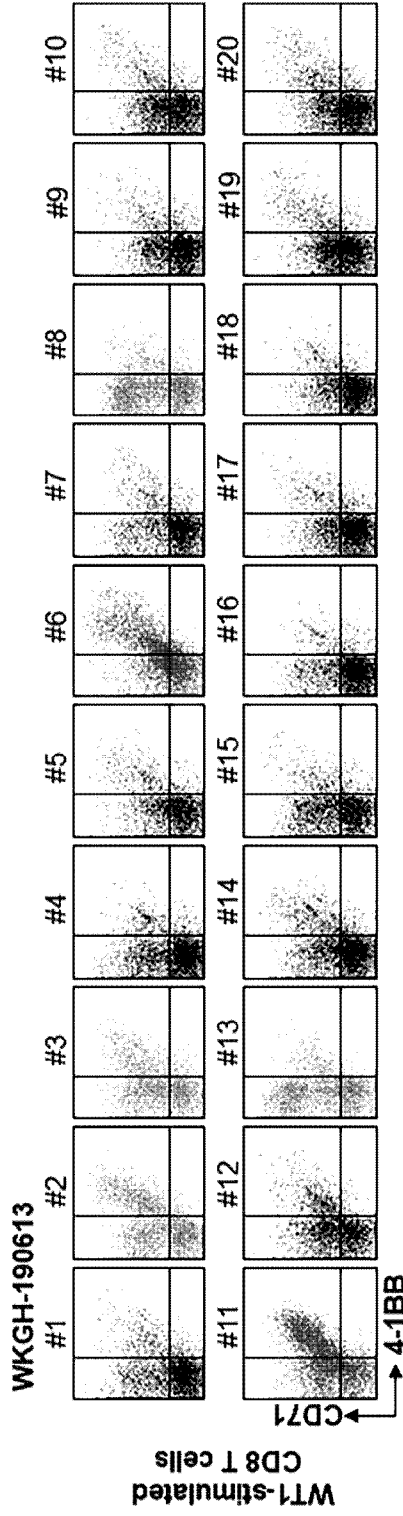 WKGH-190613
#1 #2 #3 #4 #5 #6 #7 #8 #9 #10
#11 #12 #13 #14 #15 #16 #17 #18 #19 #20
WT1-stimulated
CD8 T cells
CD71
4-1BB